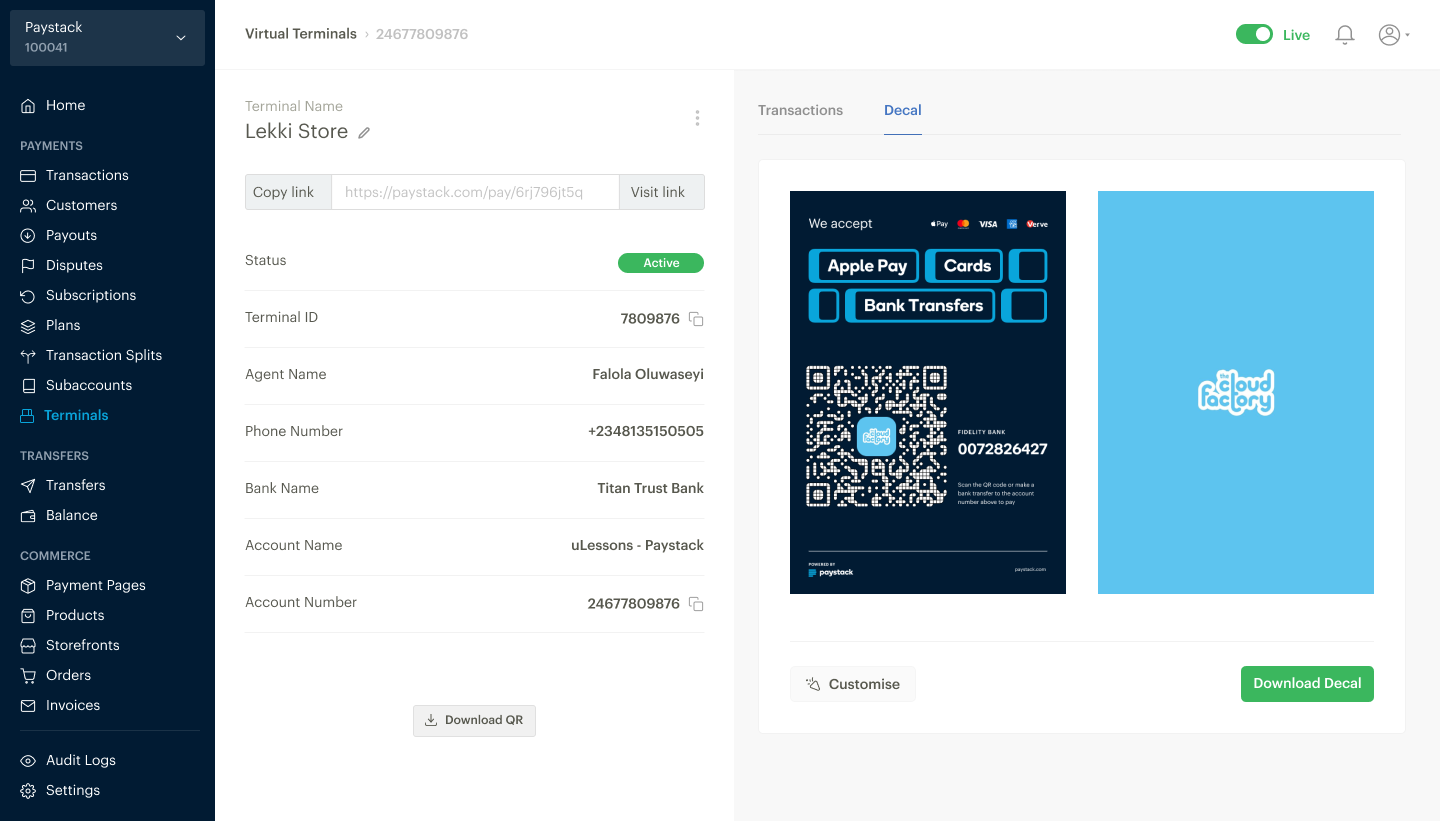 Paystack
100041
Home
PAYMENTS
Transactions
Customers
Payouts
Disputes
Subscriptions
Plans
Transaction Splits
Subaccounts
Terminals
TRANSFERS
Transfers
Balance
COMMERCE
Payment Pages
Products
Storefronts
Orders
Invoices
Audit Logs
Settings
Virtual Terminals › 24677809876
Live
Terminal Name
Lekki Store
Copy link https://paystack.com/pay/6rj796jt5q Visit link
Status Active
Terminal ID 7809876
Agent Name Falola Oluwaseyi
Phone Number +2348135150505
Bank Name Titan Trust Bank
Account Name uLessons - Paystack
Account Number 24677809876
Download QR
Transactions Decal
We accept Pay VISA Verve
Apple Pay Cards
Bank Transfers
the cloud factory
FIDELITY BANK
0072826427
Scan the QR code or make a
bank transfer to the account
number above to pay
POWERED BY
paystack paystack.com
the
cloud
factory
Customise Download Decal